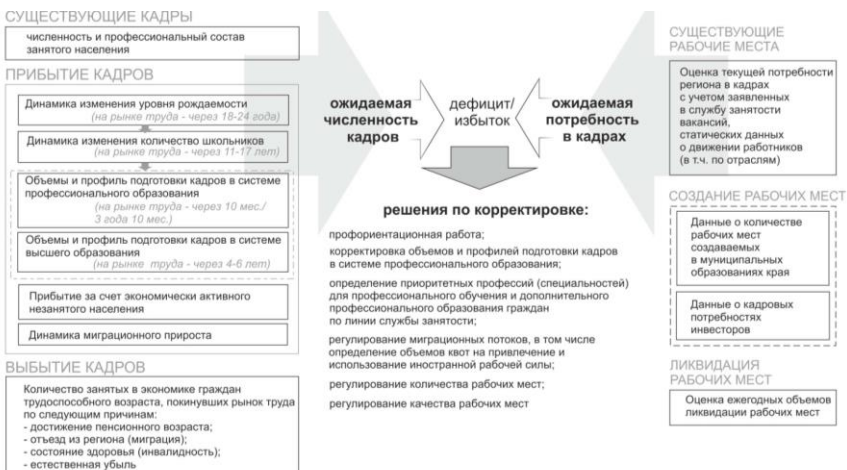 СУЩЕСТВУЮЩИЕ КАДРЫ
численность и профессиональный состав
занятого населения
ПРИБЫТИЕ КАДРОВ
Динамика изменения уровня рождаемости
(на рынке труда - через 18-24 года)
Динамика изменения количество школьников
(на рынке труда - через 11-17 лет)
Объемы и профиль подготовки кадров в системе
профессионального образования
(на рынке труда - через 10 мес./
3 года 10 мес.)
Объемы и профиль подготовки кадров в системе
высшего образования
(на рынке труда - через 4-6 лет)
Прибытие за счет экономически активного
незанятого населения
Динамика миграционного прироста
ВЫБЫТИЕ КАДРОВ
Количество занятых в экономике граждан
трудоспособного возраста, покинувших рынок труда
по следующим причинам:
- достижение пенсионного возраста;
- отъезд из региона (миграция);
- состояние здоровья (инвалидность);
- естественная убыль
ожидаемая
численность
кадров
дефицит/
избыток
ожидаемая
потребность
в кадрах
решения по корректировке:
профориентационная работа;
корректировка объемов и профилей подготовки кадров
в системе профессионального образования;
определение приоритетных профессий (специальностей)
для профессионального обучения и дополнительного
профессионального образования граждан
по линии службы занятости;
регулирование миграционных потоков, в том числе
определение объемов квот на привлечение и
использование иностранной рабочей силы;
регулирование количества рабочих мест;
регулирование качества рабочих мест
СУЩЕСТВУЮЩИЕ
РАБОЧИЕ МЕСТА
Оценка текущей потребности
региона в кадрах
с учетом заявленных
в службу занятости
вакансий,
статических данных
о движении работников
(в т.ч. по отраслям)
СОЗДАНИЕ РАБОЧИХ МЕСТ
Данные о количестве
рабочих мест
создаваемых
в муниципальных
образованиях края
Данные о кадровых
потребностях
инвесторов
ЛИКВИДАЦИЯ
РАБОЧИХ МЕСТ
Оценка ежегодных объемов
ликвидации рабочих мест